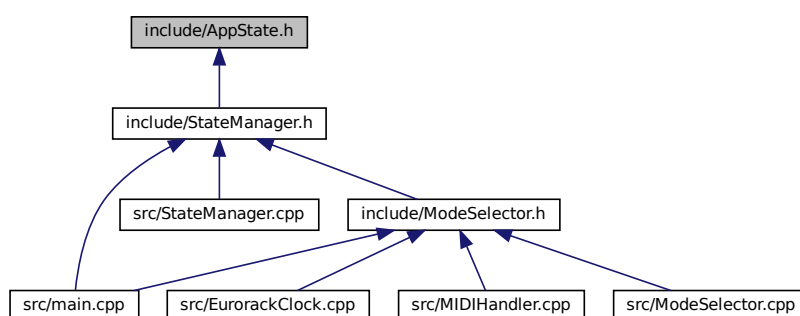 include/AppState.h
include/StateManager.h
src/StateManager.cpp
include/ModeSelector.h
src/main.cpp
src/EurorackClock.cpp
src/MIDIHandler.cpp
src/ModeSelector.cpp